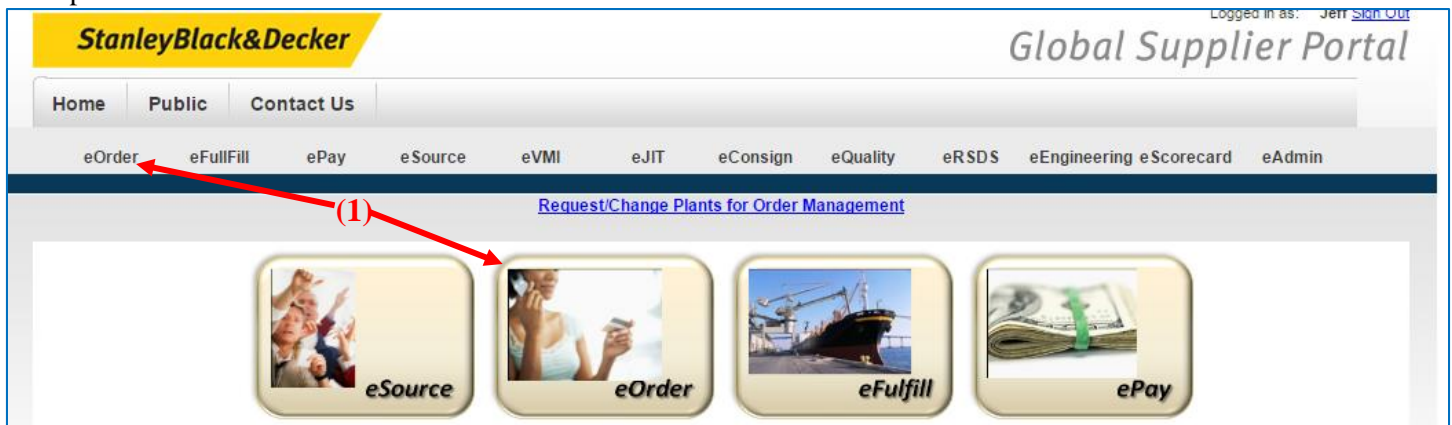 Logged in as: Jeff Sign Out
StanleyBlack&Decker
Global Supplier Portal
Home Public Contact Us
eOrder eFullFill ePay eSource eVMI eJIT eConsign eQuality eRSDS eEngineering eScorecard eAdmin
(1)
Request/Change Plants for Order Management
eSource eOrder eFulfill ePay